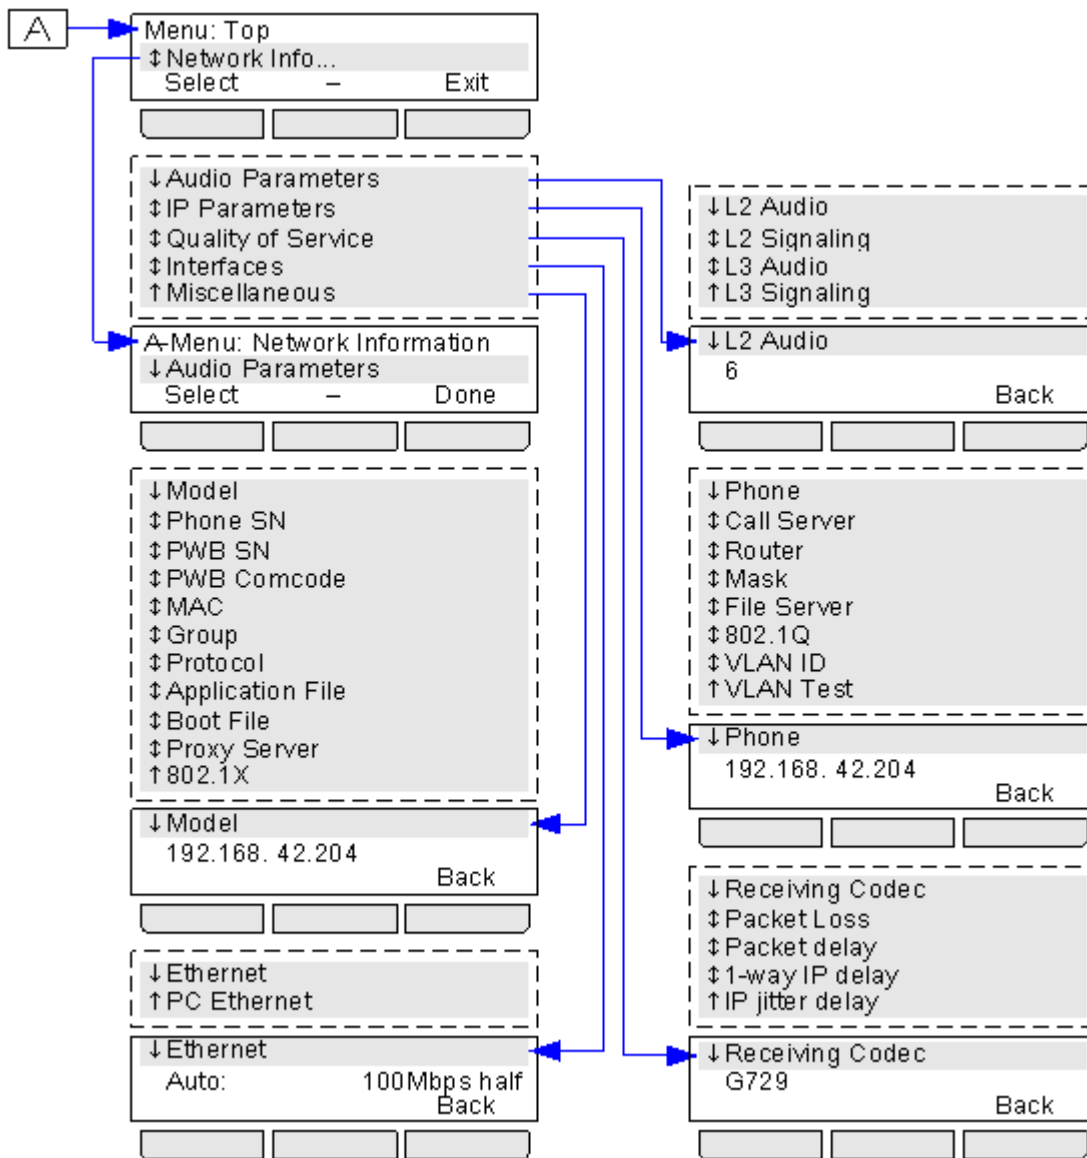 A
Menu: Top
↕Network Info...
Select – Exit
↓Audio Parameters
↕IP Parameters
↕Quality of Service
↕Interfaces
↑Miscellaneous
A-Menu: Network Information
↓Audio Parameters
Select – Done
↓Model
↕Phone SN
↕PWB SN
↕PWB Comcode
↕MAC
↕Group
↕Protocol
↕Application File
↕Boot File
↕Proxy Server
↑802.1X
↓Model
192.168. 42.204
Back
↓Ethernet
↑PC Ethernet
↓Ethernet
Auto: 100Mbps half
Back
↓L2 Audio
↕L2 Signaling
↕L3 Audio
↑L3 Signaling
↓L2 Audio
6
Back
↓Phone
↕Call Server
↕Router
↕Mask
↕File Server
↕802.1Q
↕VLAN ID
↑VLAN Test
↓Phone
192.168. 42.204
Back
↓Receiving Codec
↕Packet Loss
↕Packet delay
↕1-way IP delay
↑IP jitter delay
↓Receiving Codec
G729
Back